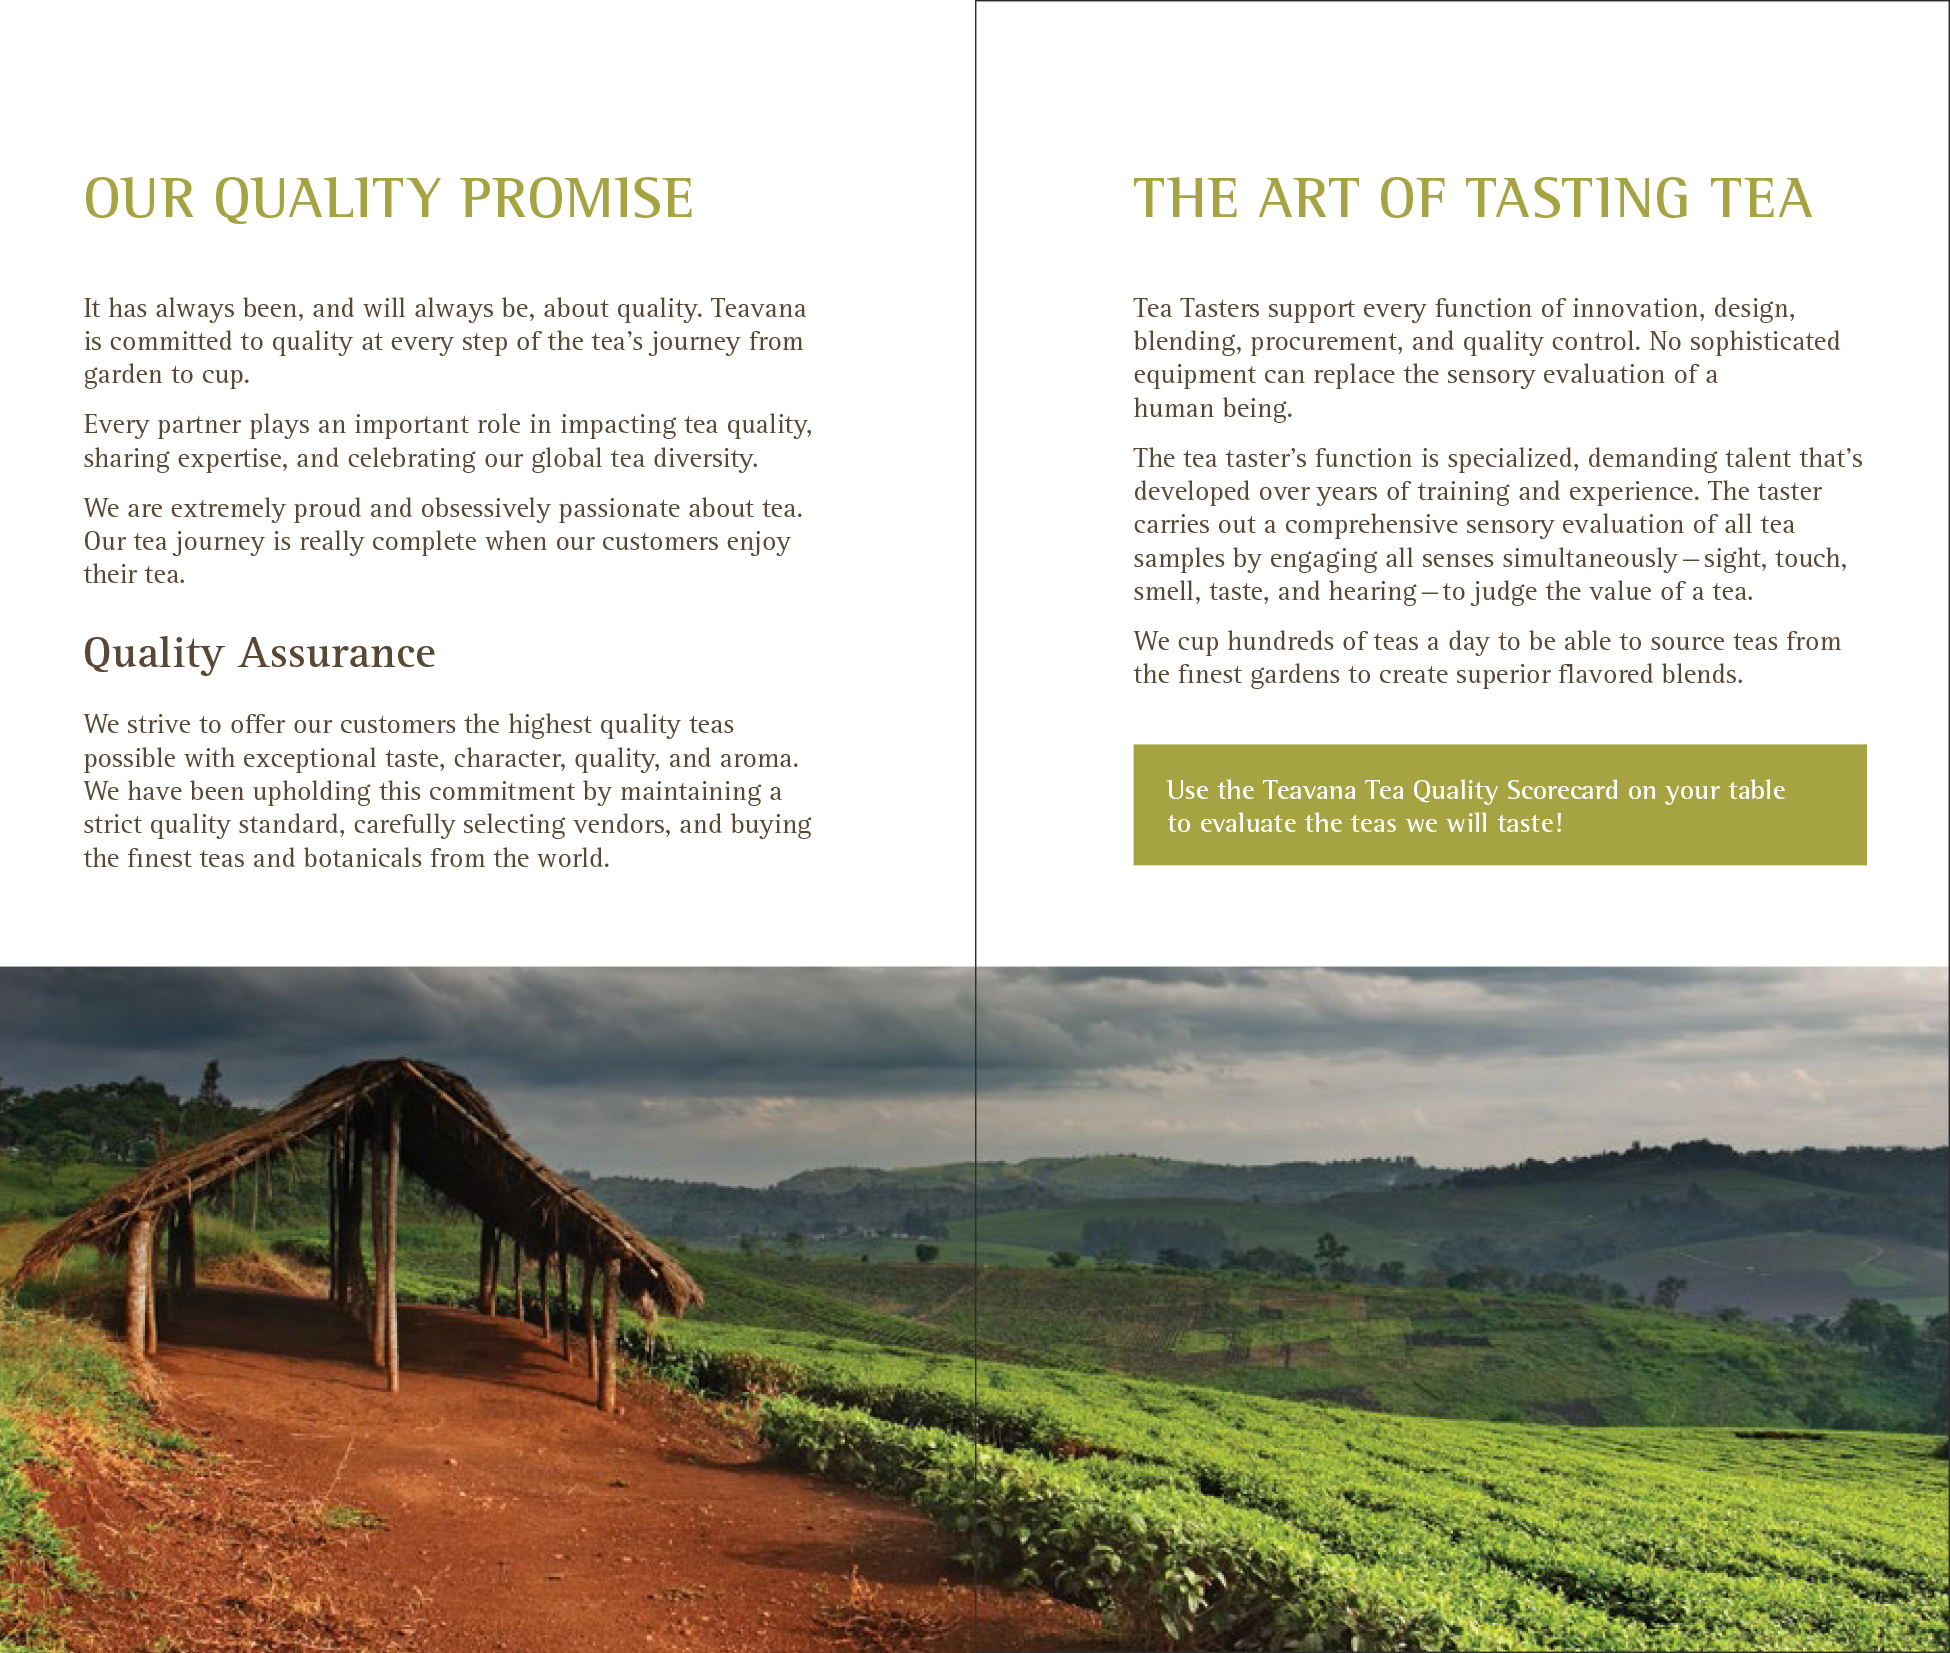 OUR QUALITY PROMISE
It has always been, and will always be, about quality. Teavana
is committed to quality at every step of the tea’s journey from
garden to cup.
Every partner plays an important role in impacting tea quality,
sharing expertise, and celebrating our global tea diversity.
We are extremely proud and obsessively passionate about tea.
Our tea journey is really complete when our customers enjoy
their tea.
Quality Assurance
We strive to offer our customers the highest quality teas
possible with exceptional taste, character, quality, and aroma.
We have been upholding this commitment by maintaining a
strict quality standard, carefully selecting vendors, and buying
the finest teas and botanicals from the world.
THE ART OF TASTING TEA
Tea Tasters support every function of innovation, design,
blending, procurement, and quality control. No sophisticated
equipment can replace the sensory evaluation of a
human being.
The tea taster’s function is specialized, demanding talent that’s
developed over years of training and experience. The taster
carries out a comprehensive sensory evaluation of all tea
samples by engaging all senses simultaneously—sight, touch,
smell, taste, and hearing—to judge the value of a tea.
We cup hundreds of teas a day to be able to source teas from
the finest gardens to create superior flavored blends.
Use the Teavana Tea Quality Scorecard on your table
to evaluate the teas we will taste!